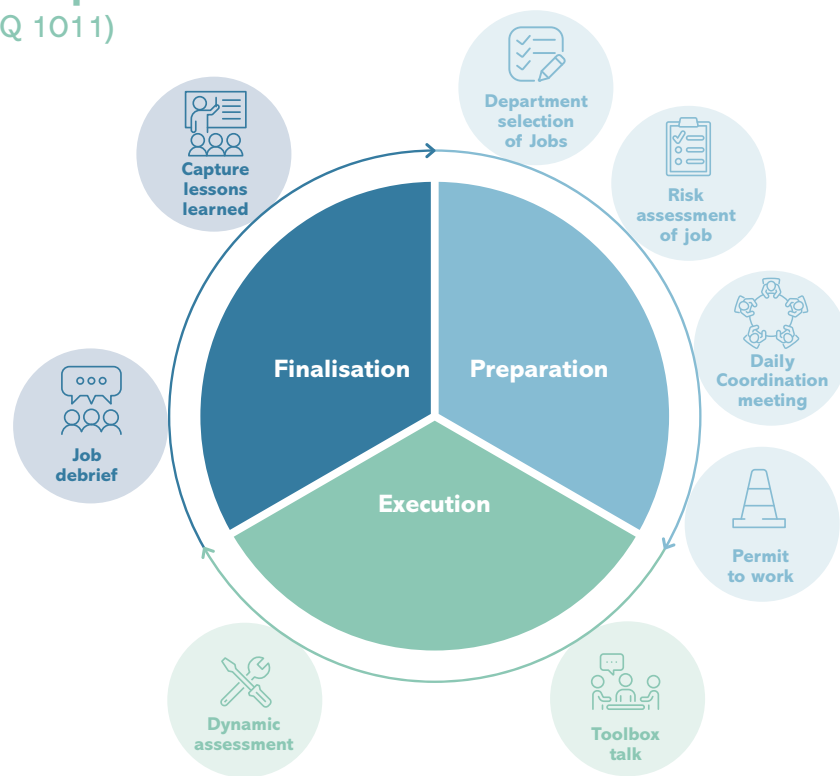 Q 1011)
Department
selection
of Jobs
Risk
assessment
of job
Daily
Coordination
meeting
Permit
to work
Toolbox
talk
Dynamic
assessment
Job
debrief
Capture
lessons
learned
Finalisation
Preparation
Execution